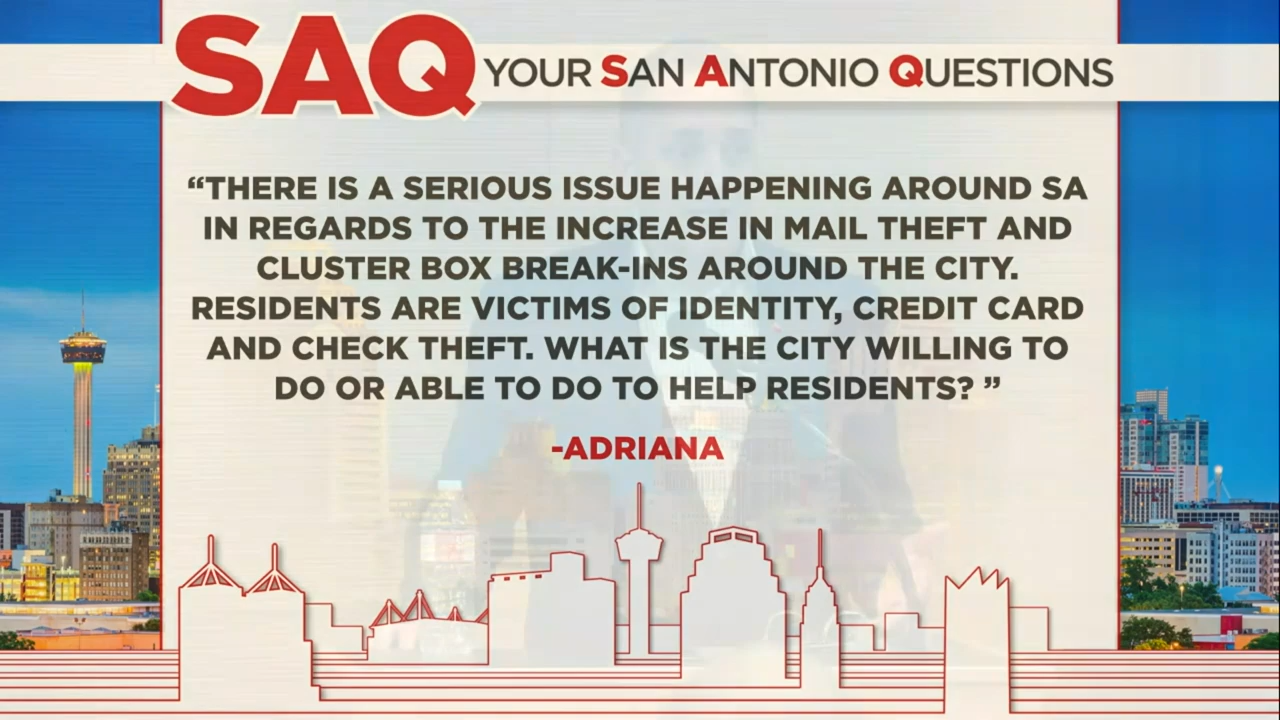 SAQ YOUR SAN ANTONIO QUESTIONS
“THERE IS A SERIOUS ISSUE HAPPENING AROUND SA
IN REGARDS TO THE INCREASE IN MAIL THEFT AND
CLUSTER BOX BREAK-INS AROUND THE CITY.
RESIDENTS ARE VICTIMS OF IDENTITY, CREDIT CARD
AND CHECK THEFT. WHAT IS THE CITY WILLING TO
DO OR ABLE TO DO TO HELP RESIDENTS? ”
-ADRIANA